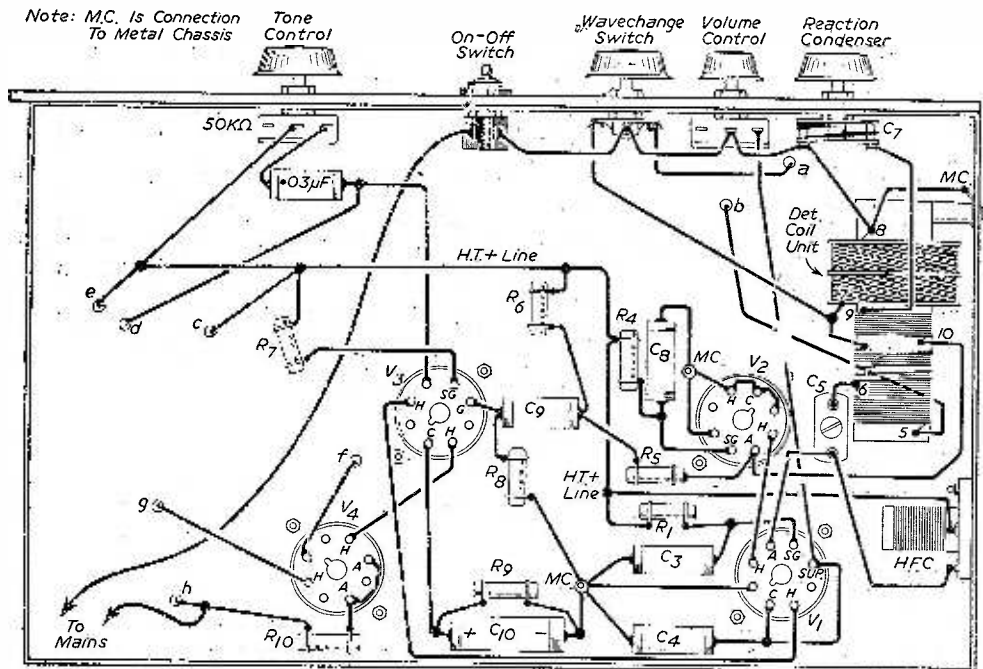 Note: M.C. Is Connection
To Metal Chassis
Tone
Control
On-Off
Switch
Wavechange
Switch
Volume
Control
Reaction
Condenser
50KΩ
C7
.03µF
a
MC
b
Det.
Coil
Unit
8
H.T.+ Line
e
d
c
R6
R4
C8
9
10
R7
MC
V2
V3
SG
H
G
C
H
C9
H
C
H
SG
A
C5
6
5
R5
f
R8
HT+
Line
g
V4
H
A
H
A
R1
A
SG
H
SUP.
C
H
V1
H.F.C.
C3
R9
MC
h
To
Mains
R10
+ C10 -
C4